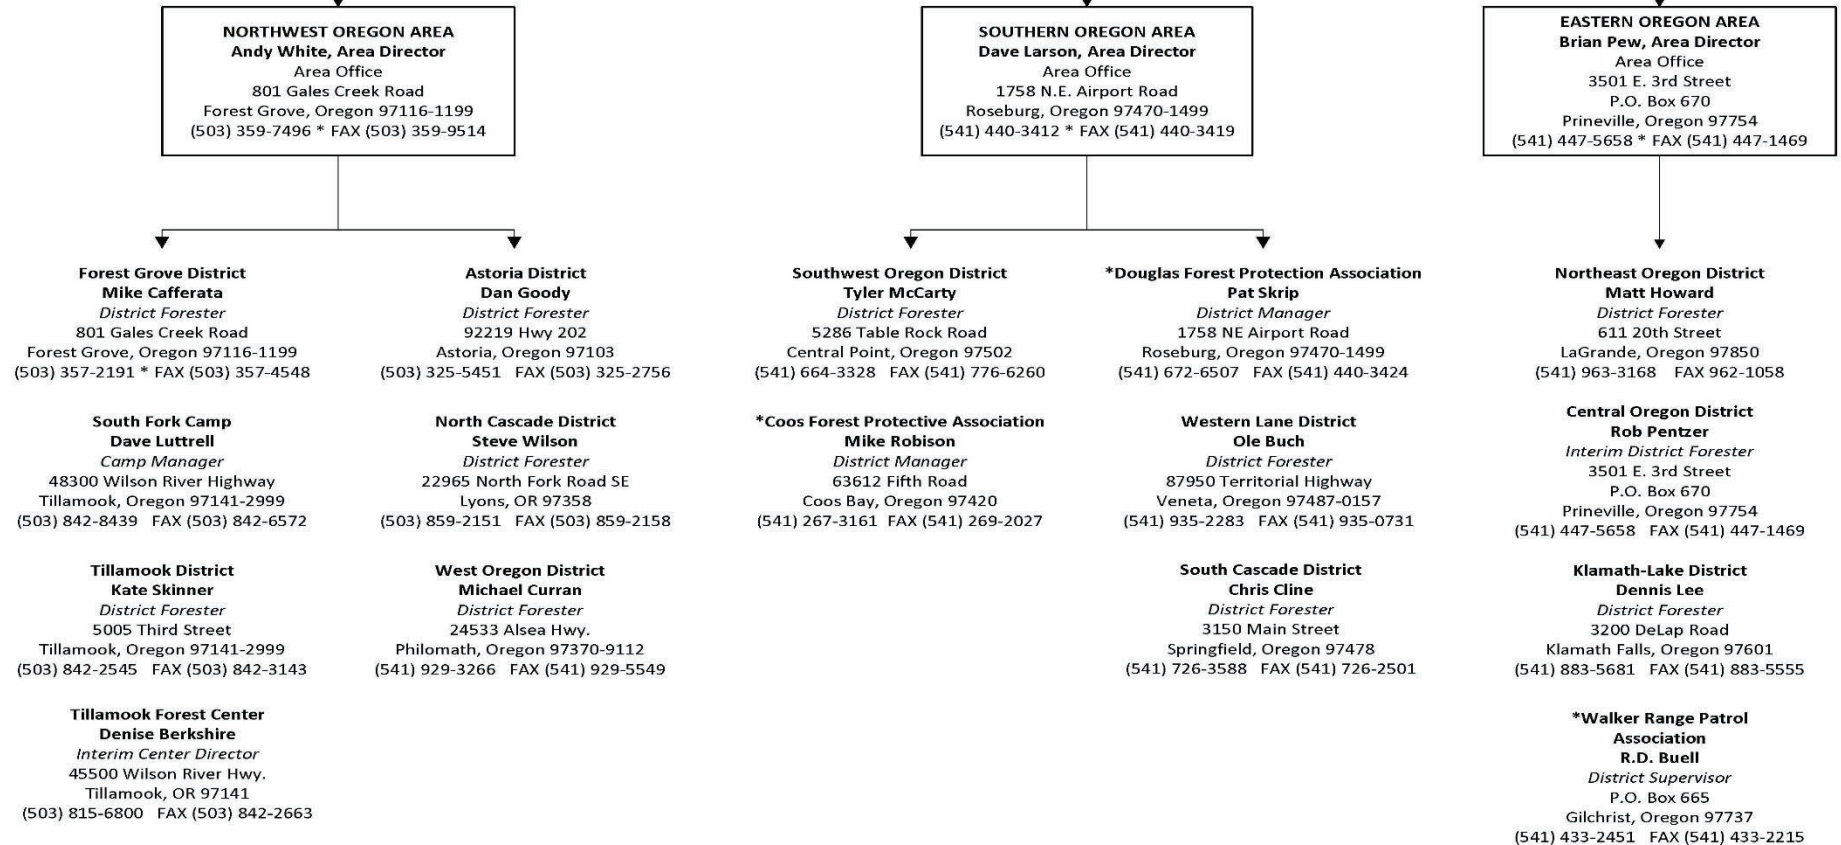 NORTHWEST OREGON AREA
Andy White, Area Director
Area Office
801 Gales Creek Road
Forest Grove, Oregon 97116-1199
(503) 359-7496 * FAX (503) 359-9514
SOUTHERN OREGON AREA
Dave Larson, Area Director
Area Office
1758 N.E. Airport Road
Roseburg, Oregon 97470-1499
(541) 440-3412 * FAX (541) 440-3419
EASTERN OREGON AREA
Brian Pew, Area Director
Area Office
3501 E. 3rd Street
P.O. Box 670
Prineville, Oregon 97754
(541) 447-5658 * FAX (541) 447-1469
Forest Grove District
Mike Cafferata
District Forester
801 Gales Creek Road
Forest Grove, Oregon 97116-1199
(503) 357-2191 * FAX (503) 357-4548
South Fork Camp
Dave Luttrell
Camp Manager
48300 Wilson River Highway
Tillamook, Oregon 97141-2999
(503) 842-8439 FAX (503) 842-6572
Tillamook District
Kate Skinner
District Forester
5005 Third Street
Tillamook, Oregon 97141-2999
(503) 842-2545 FAX (503) 842-3143
Tillamook Forest Center
Denise Berkshire
Interim Center Director
45500 Wilson River Hwy.
Tillamook, OR 97141
(503) 815-6800 FAX (503) 842-2663
Astoria District
Dan Goody
District Forester
92219 Hwy 202
Astoria, Oregon 97103
(503) 325-5451 FAX (503) 325-2756
North Cascade District
Steve Wilson
District Forester
22965 North Fork Road SE
Lyons, OR 97358
(503) 859-2151 FAX (503) 859-2158
West Oregon District
Michael Curran
District Forester
24533 Alsea Hwy.
Philomath, Oregon 97370-9112
(541) 929-3266 FAX (541) 929-5549
Southwest Oregon District
Tyler McCarty
District Forester
5286 Table Rock Road
Central Point, Oregon 97502
(541) 664-3328 FAX (541) 776-6260
*Coos Forest Protective Association
Mike Robison
District Manager
63612 Fifth Road
Coos Bay, Oregon 97420
(541) 267-3161 FAX (541) 269-2027
*Douglas Forest Protection Association
Pat Skrip
District Manager
1758 NE Airport Road
Roseburg, Oregon 97470-1499
(541) 672-6507 FAX (541) 440-3424
Western Lane District
Ole Buch
District Forester
87950 Territorial Highway
Veneta, Oregon 97487-0157
(541) 935-2283 FAX (541) 935-0731
South Cascade District
Chris Cline
District Forester
3150 Main Street
Springfield, Oregon 97478
(541) 726-3588 FAX (541) 726-2501
Northeast Oregon District
Matt Howard
District Forester
611 20th Street
LaGrande, Oregon 97850
(541) 963-3168 FAX 962-1058
Central Oregon District
Rob Pentzer
Interim District Forester
3501 E. 3rd Street
P.O. Box 670
Prineville, Oregon 97754
(541) 447-5658 FAX (541) 447-1469
Klamath-Lake District
Dennis Lee
District Forester
3200 DeLap Road
Klamath Falls, Oregon 97601
(541) 883-5681 FAX (541) 883-5555
*Walker Range Patrol
Association
R.D. Buell
District Supervisor
P.O. Box 665
Gilchrist, Oregon 97737
(541) 433-2451 FAX (541) 433-2215